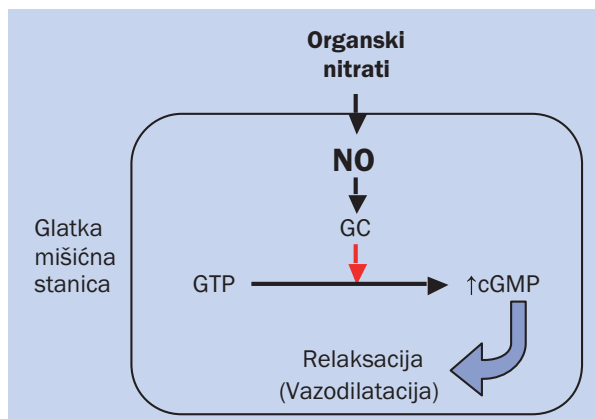 Organski
nitrati
NO
GC
Glatka
mišićna
stanica
GTP
↑cGMP
Relaksacija
(Vazodilatacija)